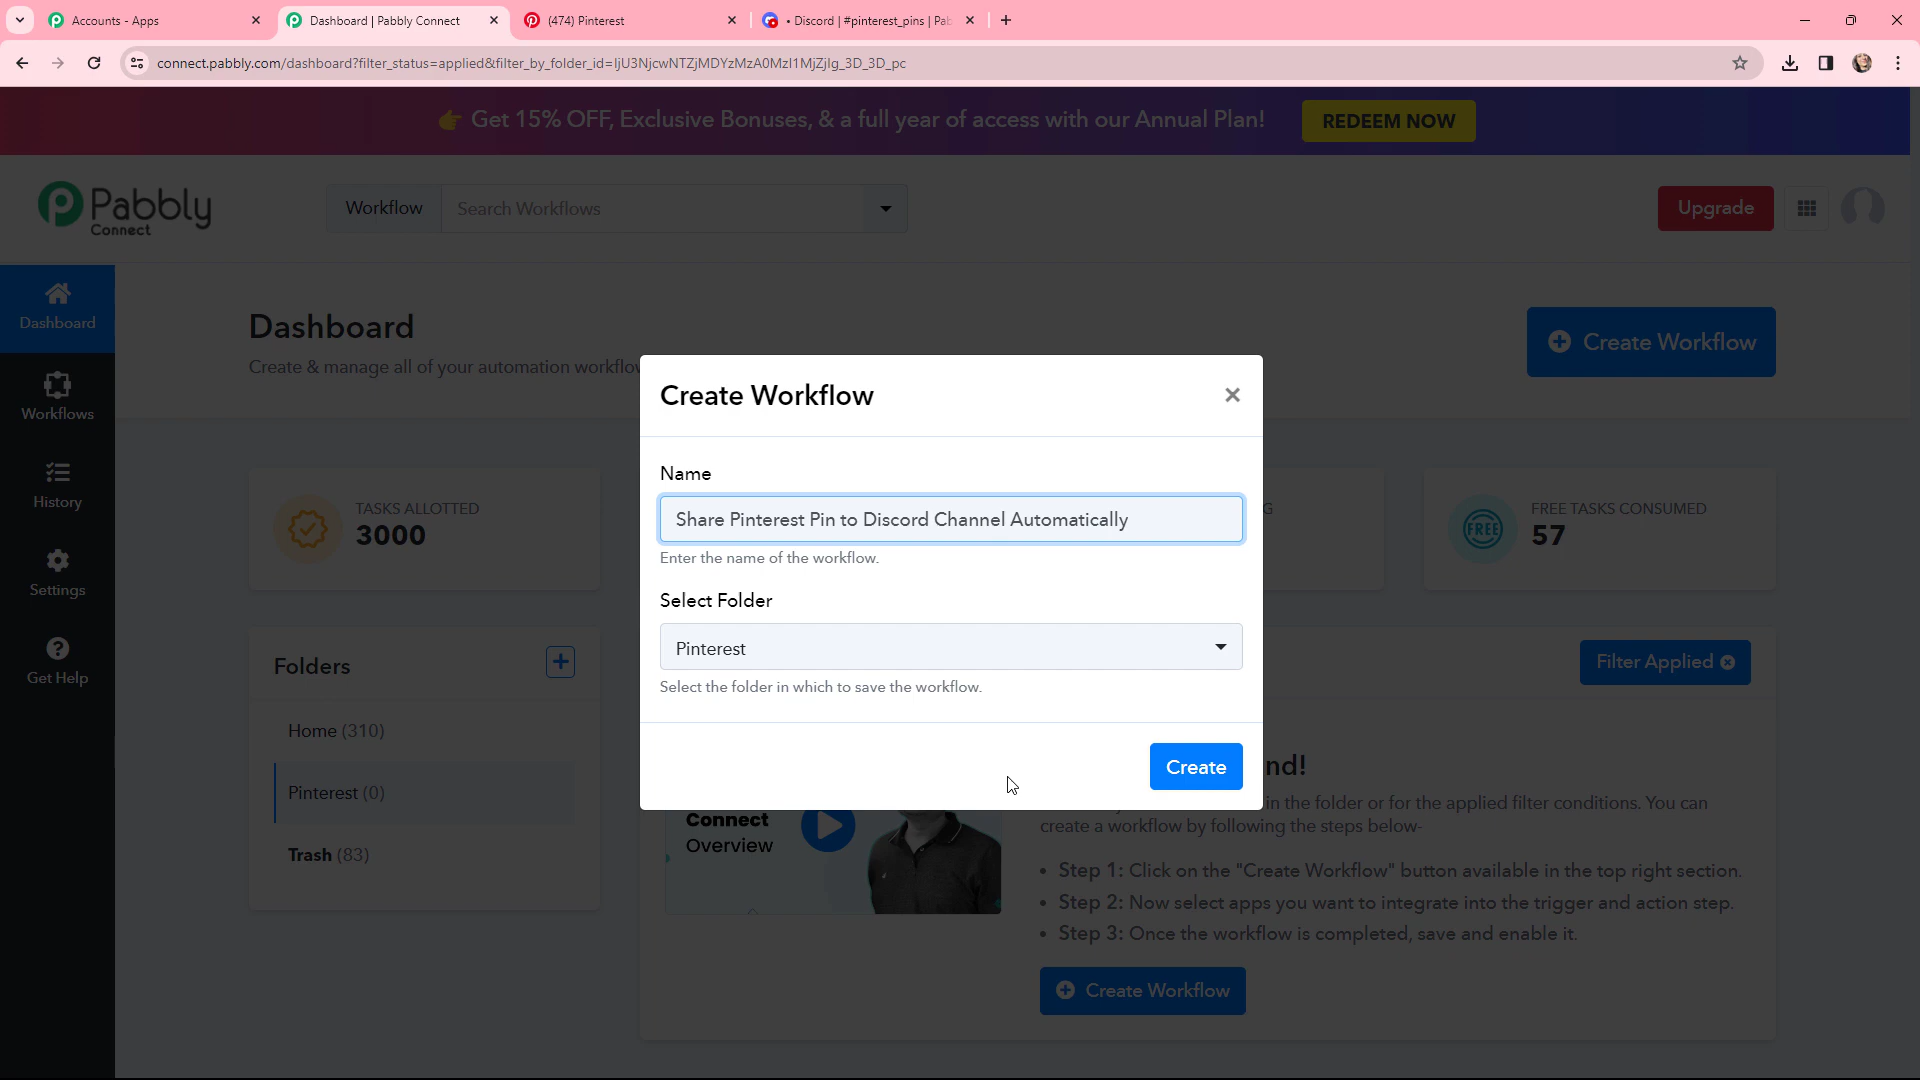 Accounts - Apps
Dashboard | Pabbly Connect
(474) Pinterest
• Discord | #pinterest_pins | Pab
connect.pabbly.com/dashboard?filter_status=applied&filter_by_folder_id=IjU3NjcwNTZjMDYzMzA0MzI1MjZjIg_3D_3D_pc
👉 Get 15% OFF, Exclusive Bonuses, & a full year of access with our Annual Plan!
REDEEM NOW
Pabbly
Connect
Workflow
Search Workflows
Upgrade
Dashboard
Workflows
History
Settings
Get Help
Dashboard
Create & manage all of your automation workflow
Create Workflow
TASKS ALLOTTED
3000
G
FREE
FREE TASKS CONSUMED
57
Folders
Home (310)
Pinterest (0)
Trash (83)
Create Workflow
Name
Share Pinterest Pin to Discord Channel Automatically
Enter the name of the workflow.
Select Folder
Pinterest
Select the folder in which to save the workflow.
Create
Filter Applied
nd!
in the folder or for the applied filter conditions. You can
create a workflow by following the steps below-
• Step 1: Click on the "Create Workflow" button available in the top right section.
• Step 2: Now select apps you want to integrate into the trigger and action step.
• Step 3: Once the workflow is completed, save and enable it.
Create Workflow
Connect
Overview